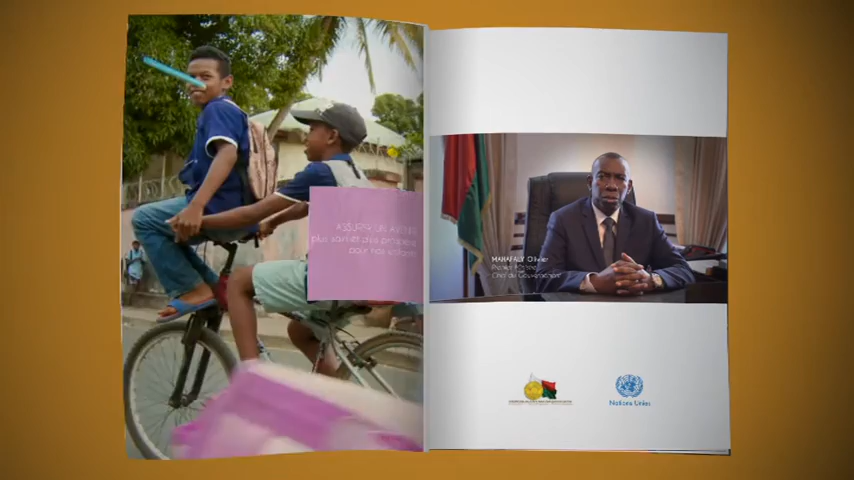 ASSURER UN AVENIR
plus sain et plus prospère
pour nos enfants
MAHAFALY Olivier
Premier Ministre
Chef du Gouvernement
Nations Unies